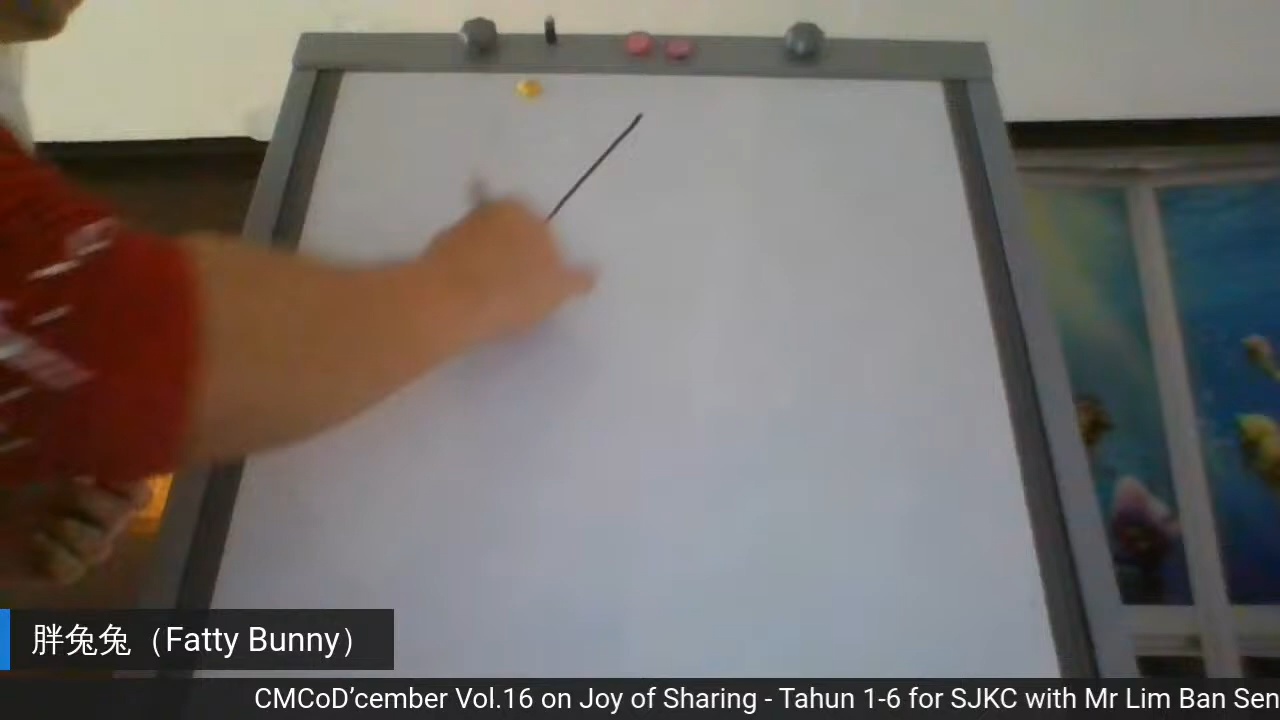 胖兔兔（Fatty Bunny）
CMCoD’cember Vol.16 on Joy of Sharing - Tahun 1-6 for SJKC with Mr Lim Ban Sen